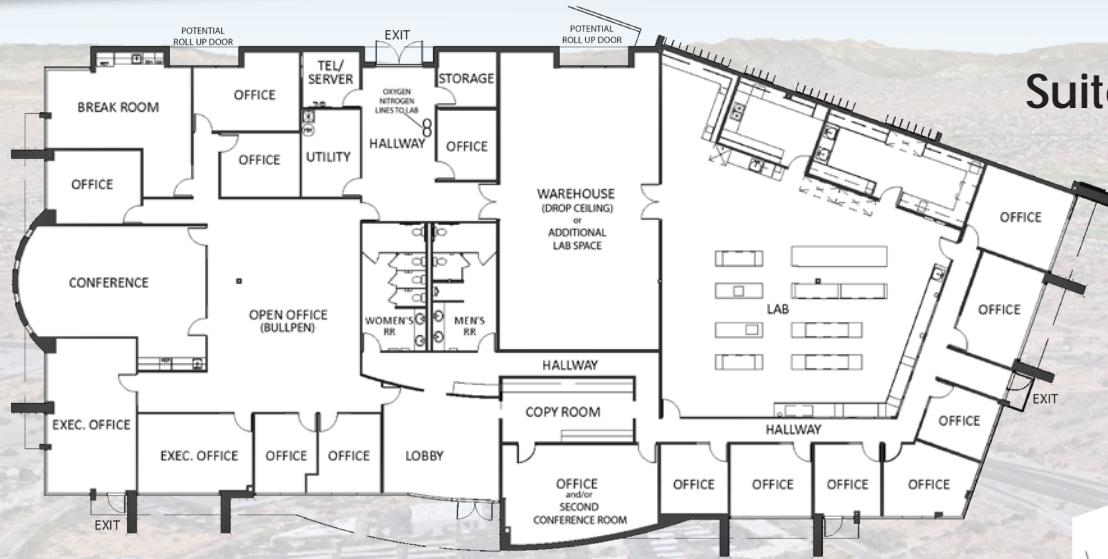 POTENTIAL
ROLL UP DOOR
EXIT
POTENTIAL
ROLL UP DOOR
Suite
TEL/
SERVER
STORAGE
OFFICE
OXYGEN
NITROGEN
LINES TO LAB
BREAK ROOM
HALLWAY
OFFICE
OFFICE
UTILITY
OFFICE
WAREHOUSE
(DROP CEILING)
or
ADDITIONAL
LAB SPACE
OFFICE
CONFERENCE
OPEN OFFICE
(BULLPEN)
WOMEN'S
RR
MEN'S
RR
LAB
OFFICE
HALLWAY
EXIT
COPY ROOM
OFFICE
HALLWAY
EXEC. OFFICE
EXEC. OFFICE
OFFICE
OFFICE
LOBBY
OFFICE
and/or
SECOND
CONFERENCE ROOM
OFFICE
OFFICE
OFFICE
OFFICE
EXIT